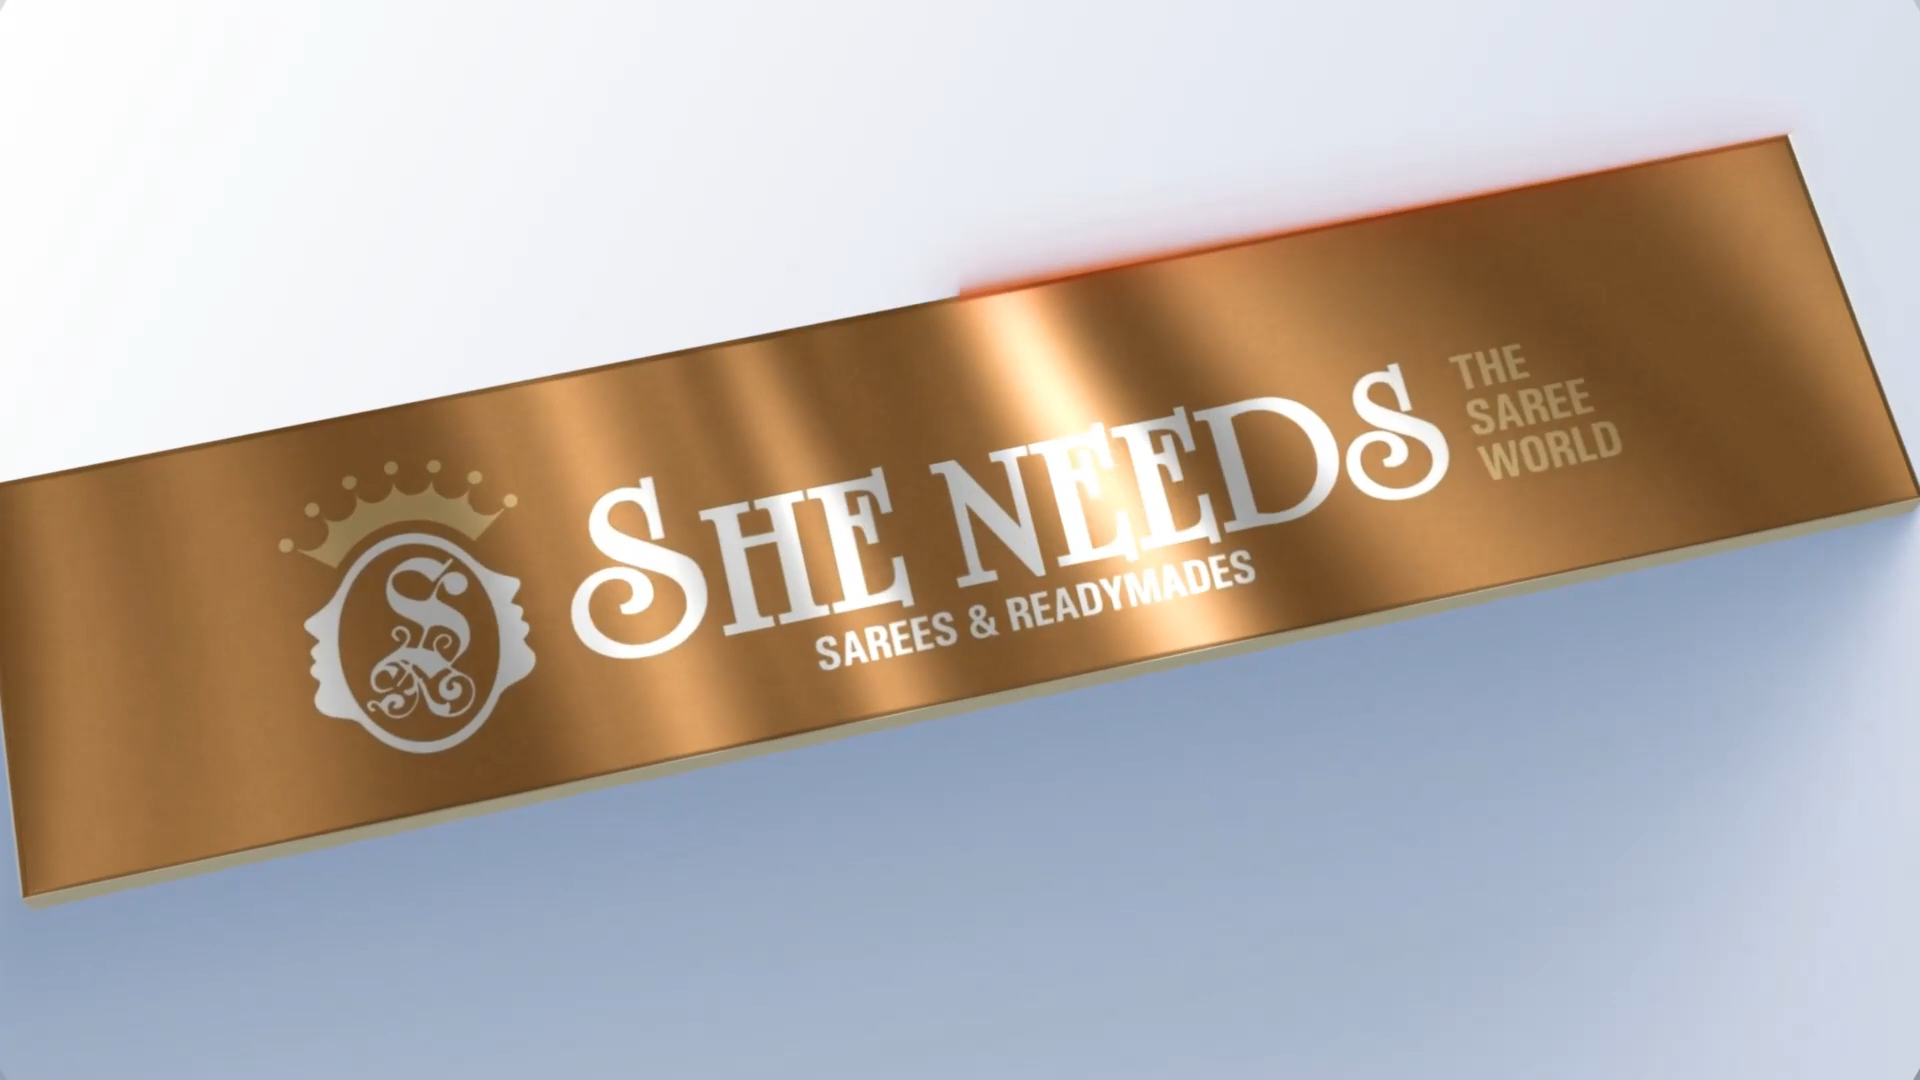 SHE NEEDS
SAREES & READYMADES
THE
SAREE
WORLD